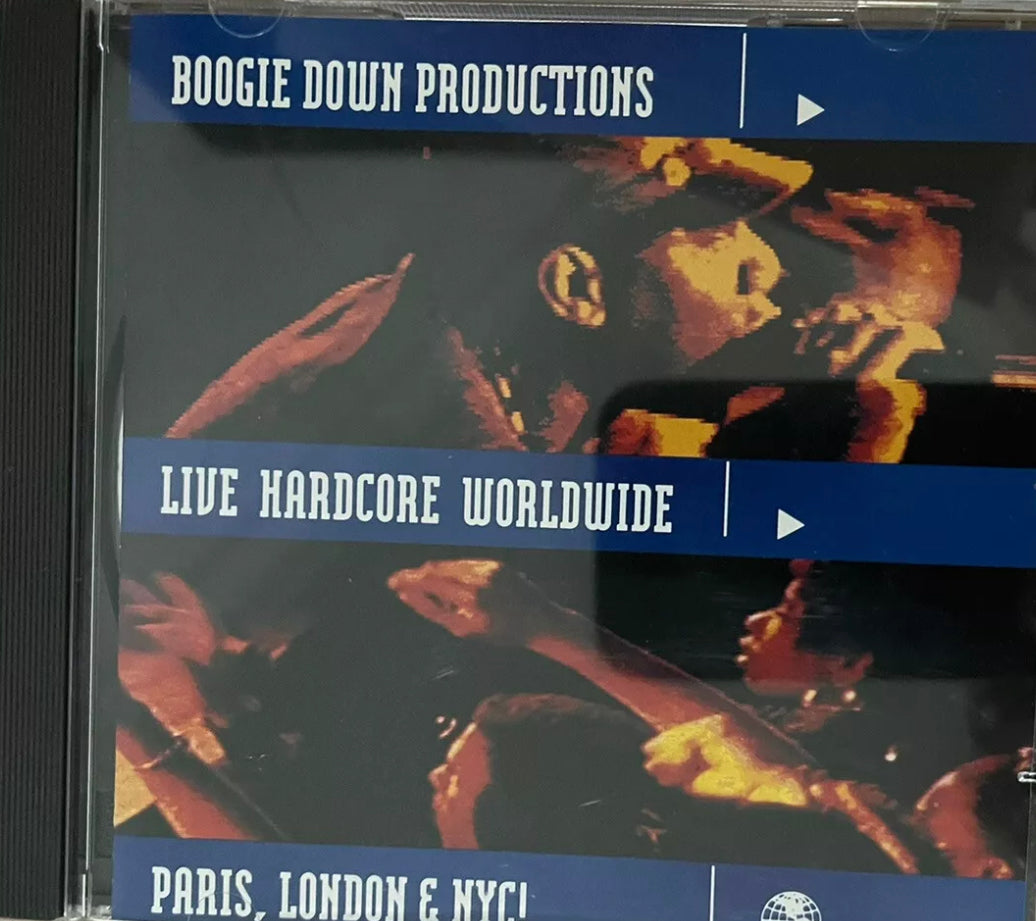 BOOGIE DOWN PRODUCTIONS
LIVE HARDCORE WORLDWIDE
PARIS, LONDON & NYC!